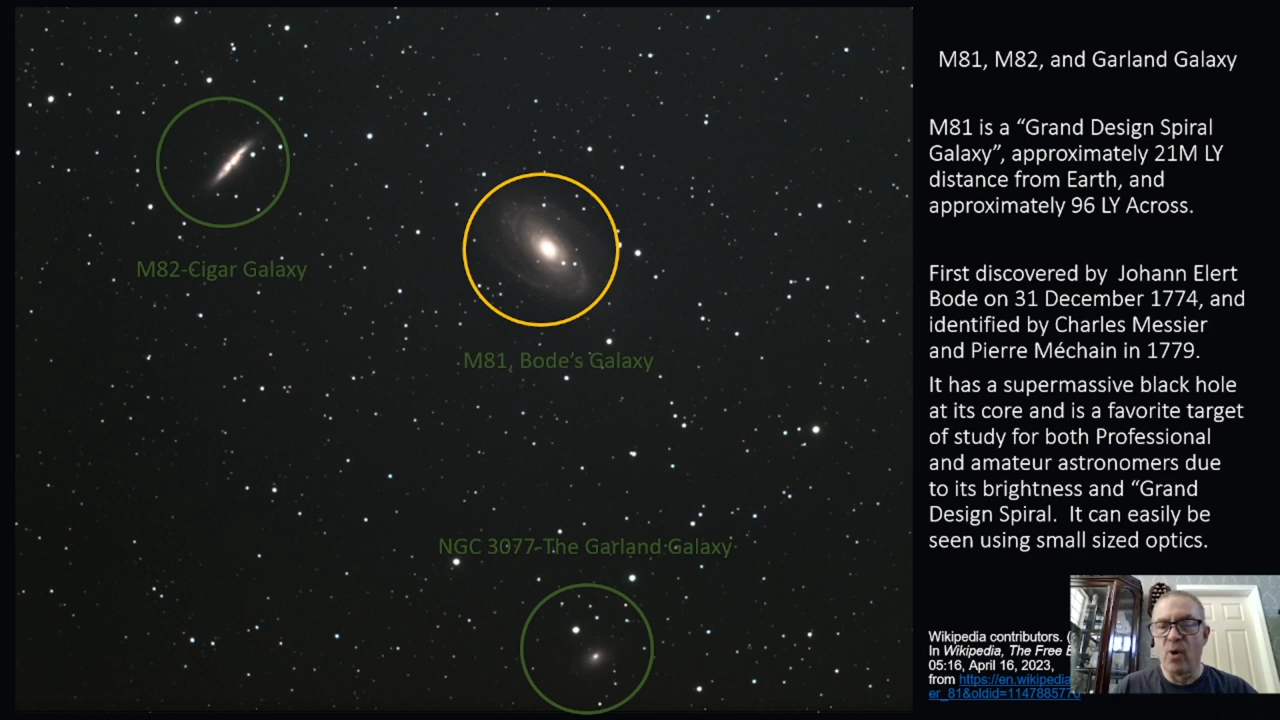 M81, M82, and Garland Galaxy
M81 is a “Grand Design Spiral
Galaxy”, approximately 21M LY
distance from Earth, and
approximately 96 LY Across.
First discovered by Johann Elert
Bode on 31 December 1774, and
identified by Charles Messier
and Pierre Méchain in 1779.
It has a supermassive black hole
at its core and is a favorite target
of study for both Professional
and amateur astronomers due
to its brightness and “Grand
Design Spiral. It can easily be
seen using small sized optics.
Wikipedia contributors. (
In Wikipedia, The Free
05:16, April 16, 2023,
from https://en.wikipedia
er_81&oldid=1147885770
M82-Cigar Galaxy
M81, Bode’s Galaxy
NGC 3077-The Garland Galaxy